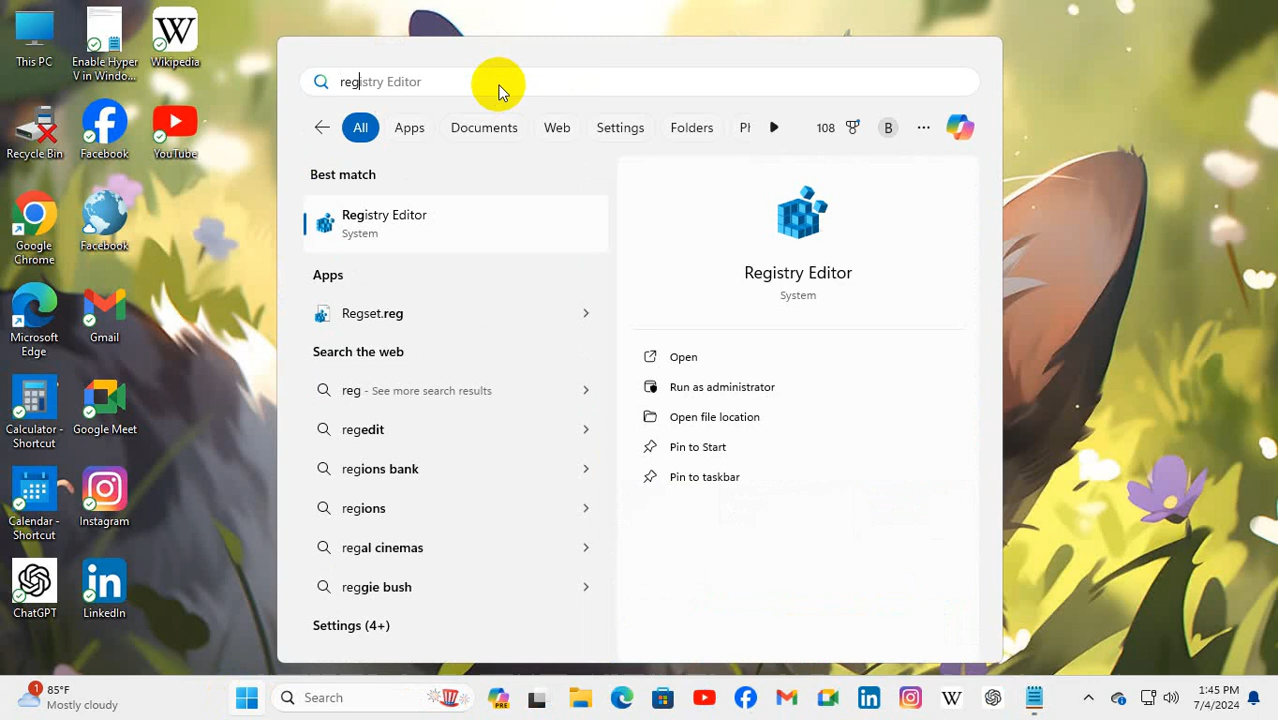 This PC
Enable Hyper
V in Windo...
Wikipedia
Recycle Bin
Facebook
YouTube
Google
Chrome
Facebook
Microsoft
Edge
Gmail
Calculator -
Shortcut
Google Meet
Calendar -
Shortcut
Instagram
ChatGPT
LinkedIn
registry Editor
All Apps Documents Web Settings Folders Pl 108 B ...
Best match
Registry Editor
System
Apps
Regset.reg
Search the web
reg - See more search results
regedit
regions bank
regions
regal cinemas
reggie bush
Settings (4+)
Registry Editor
System
Open
Run as administrator
Open file location
Pin to Start
Pin to taskbar
1
85°F
Mostly cloudy
Search
PRE
1:45 PM
7/4/2024